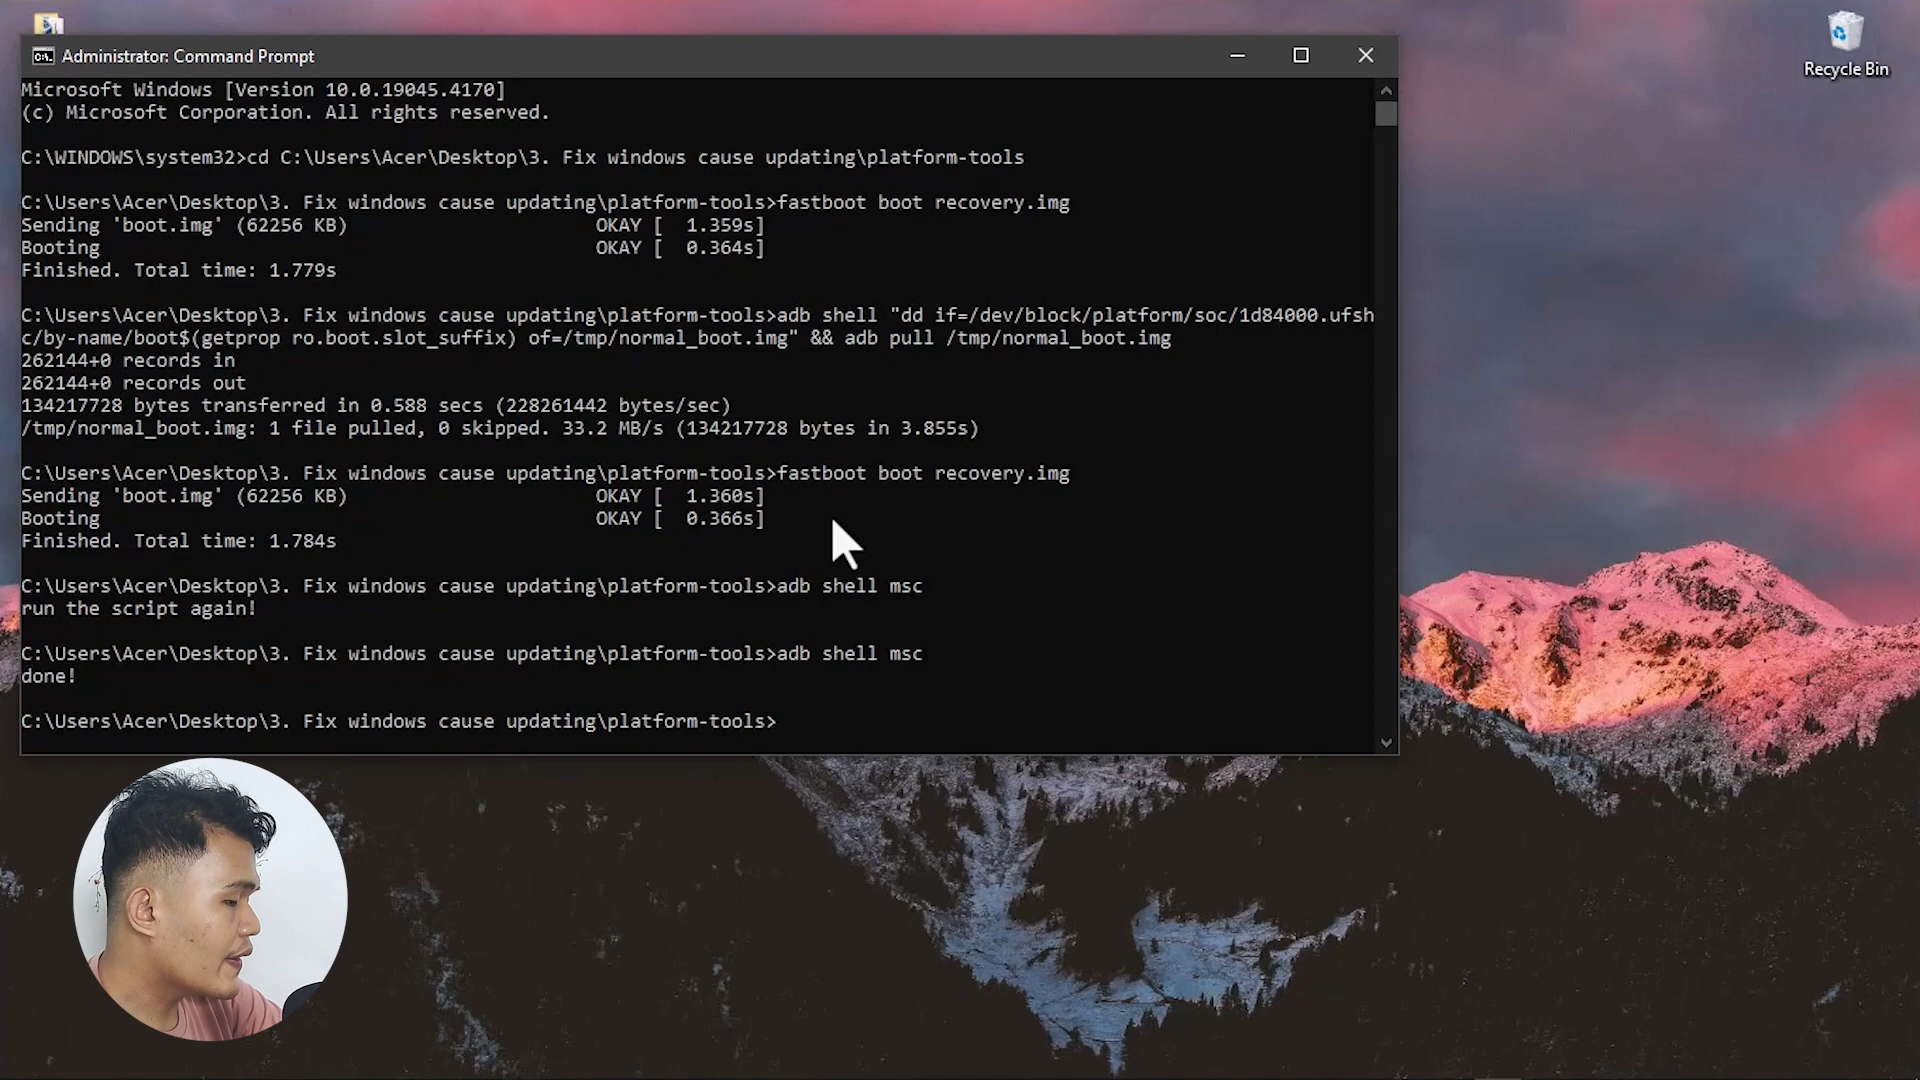 Administrator: Command Prompt
Recycle Bin
Microsoft Windows [Version 10.0.19045.4170]
(c) Microsoft Corporation. All rights reserved.
C:\WINDOWS\system32>cd C:\Users\Acer\Desktop\3. Fix windows cause updating\platform-tools
C:\Users\Acer\Desktop\3. Fix windows cause updating\platform-tools>fastboot boot recovery.img
Sending 'boot.img' (62256 KB) OKAY [ 1.359s]
Booting OKAY [ 0.364s]
Finished. Total time: 1.779s
C:\Users\Acer\Desktop\3. Fix windows cause updating\platform-tools>adb shell "dd if=/dev/block/platform/soc/1d84000.ufsh
c/by-name/boot$(getprop ro.boot.slot_suffix) of=/tmp/normal_boot.img" && adb pull /tmp/normal_boot.img
262144+0 records in
262144+0 records out
134217728 bytes transferred in 0.588 secs (228261442 bytes/sec)
/tmp/normal_boot.img: 1 file pulled, 0 skipped. 33.2 MB/s (134217728 bytes in 3.855s)
C:\Users\Acer\Desktop\3. Fix windows cause updating\platform-tools>fastboot boot recovery.img
Sending 'boot.img' (62256 KB) OKAY [ 1.360s]
Booting OKAY [ 0.366s]
Finished. Total time: 1.784s
C:\Users\Acer\Desktop\3. Fix windows cause updating\platform-tools>adb shell msc
run the script again!
C:\Users\Acer\Desktop\3. Fix windows cause updating\platform-tools>adb shell msc
done!
C:\Users\Acer\Desktop\3. Fix windows cause updating\platform-tools>